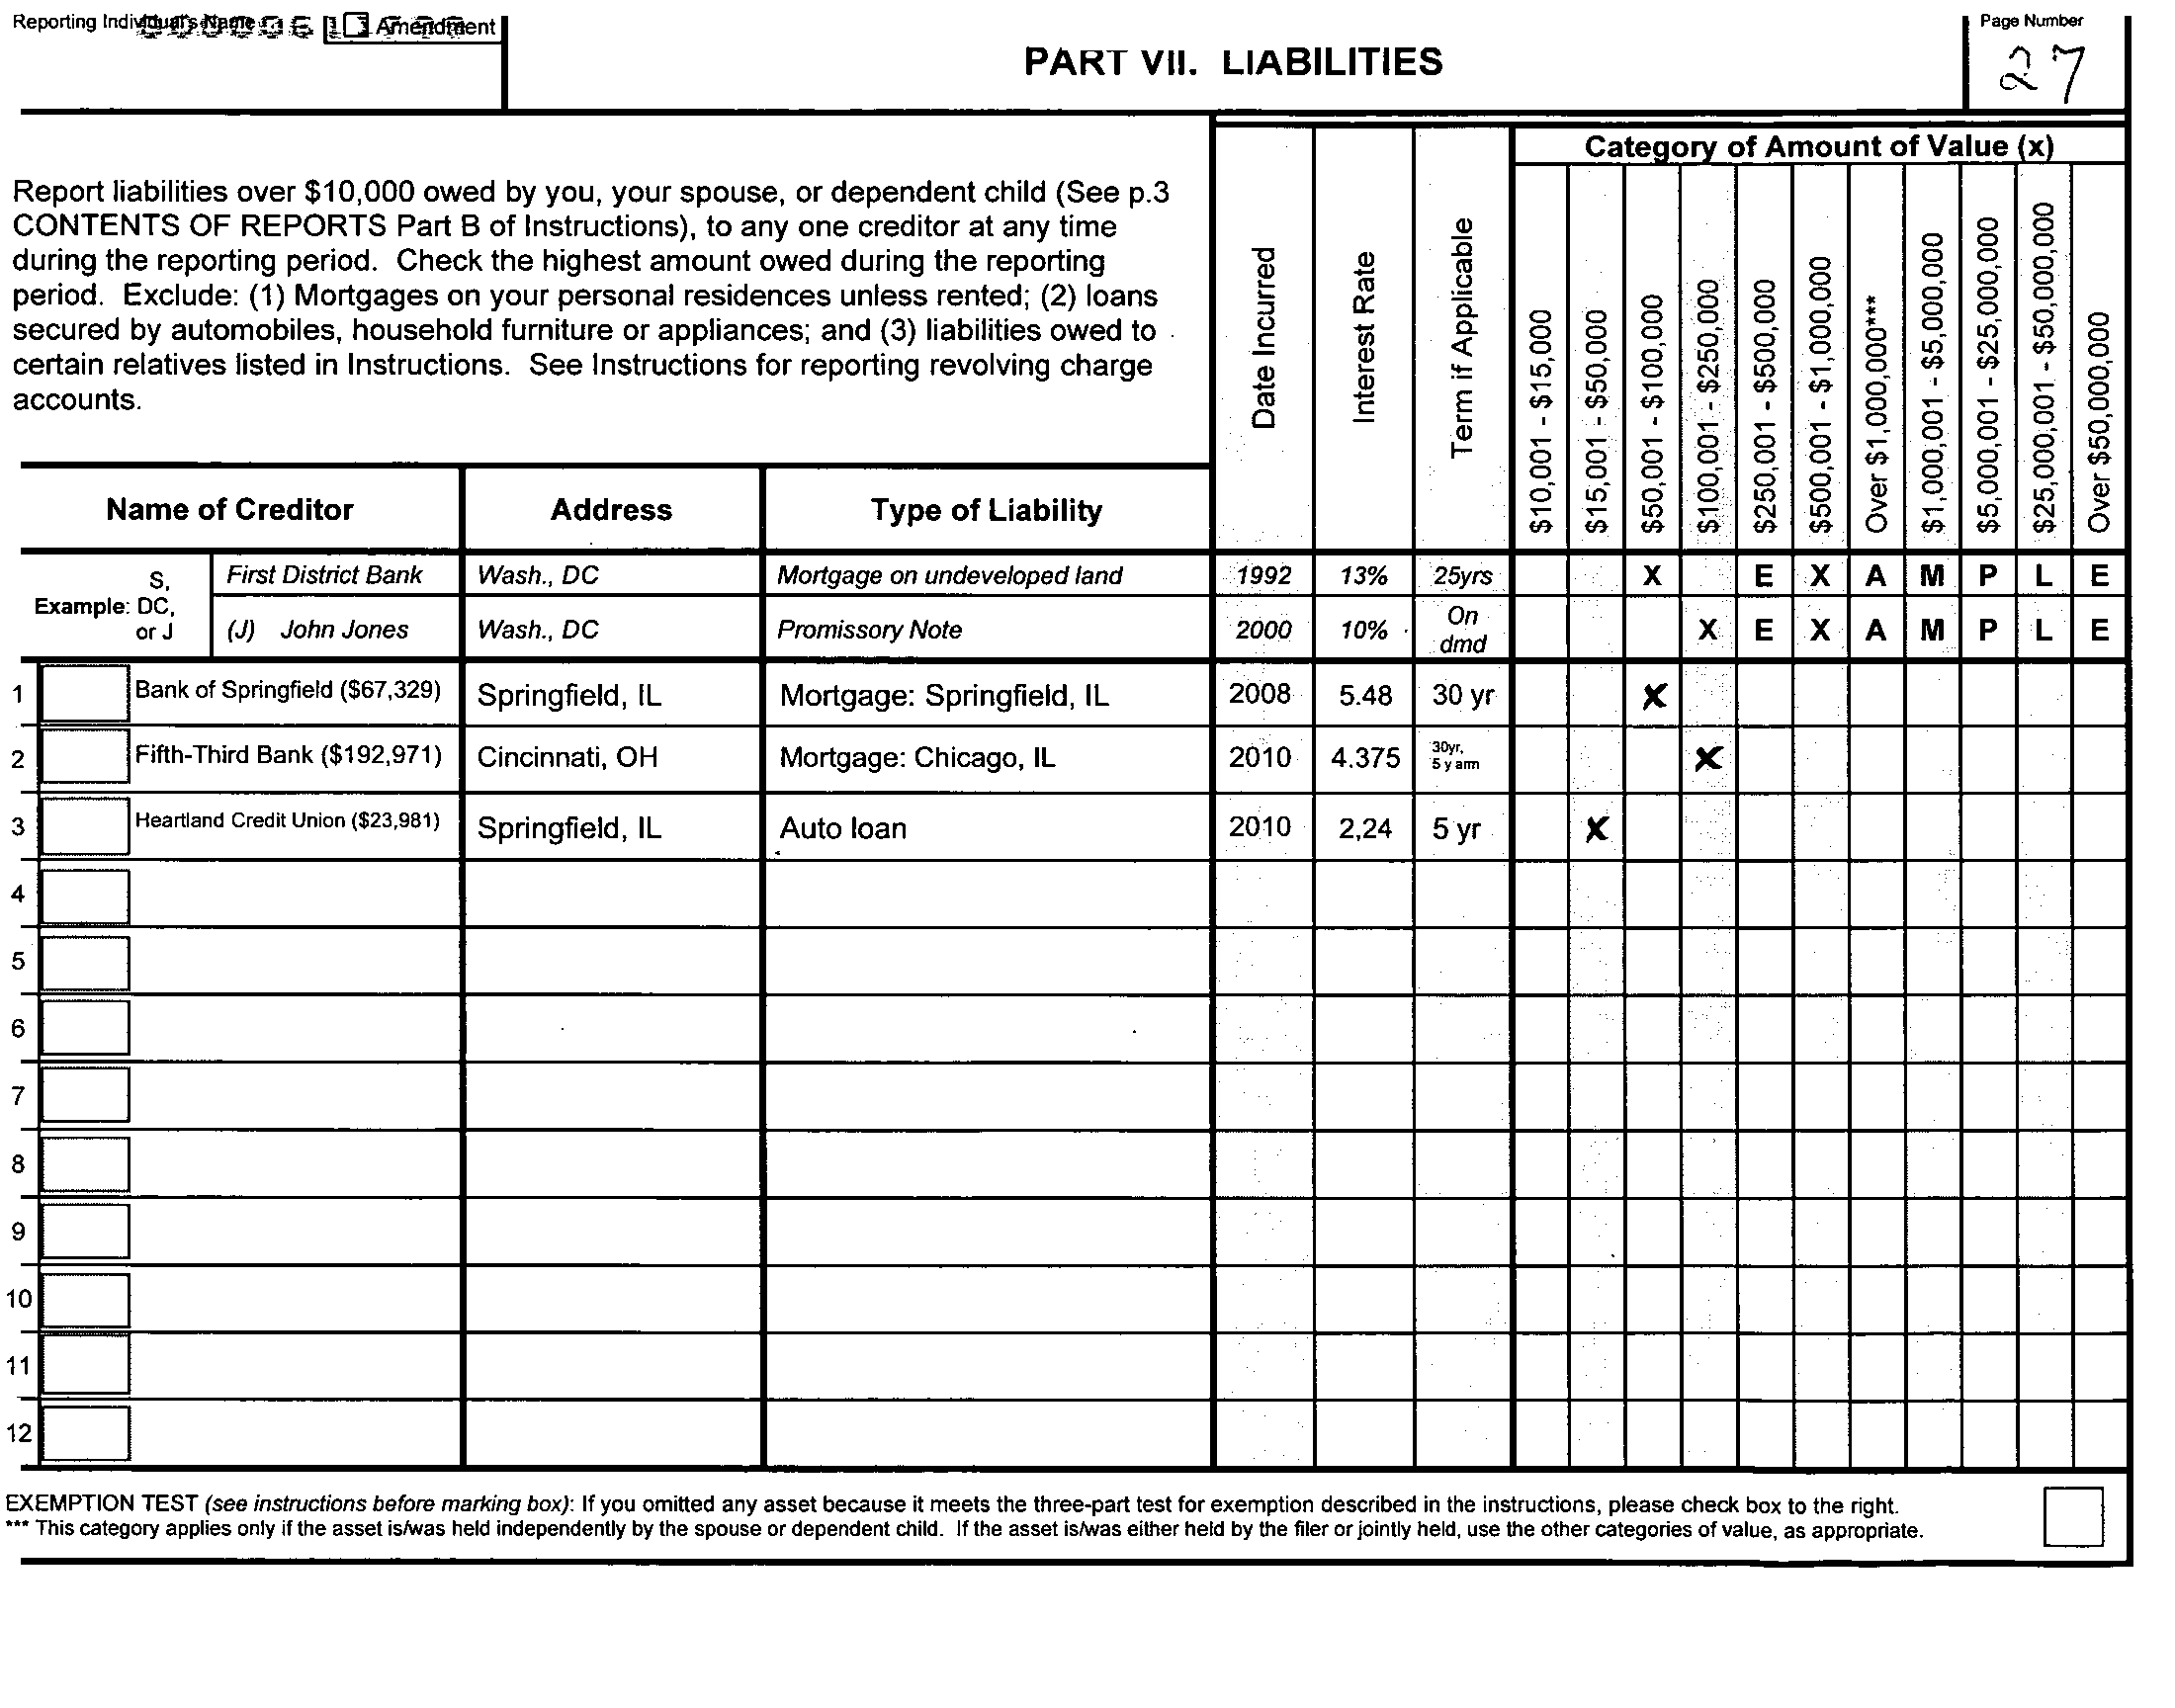 Reporting Individual's Name
Amendment
PART VII. LIABILITIES
Page Number
27
Report liabilities over $10,000 owed by you, your spouse, or dependent child (See p.3
CONTENTS OF REPORTS Part B of Instructions), to any one creditor at any time
during the reporting period. Check the highest amount owed during the reporting
period. Exclude: (1) Mortgages on your personal residences unless rented; (2) loans
secured by automobiles, household furniture or appliances; and (3) liabilities owed to
certain relatives listed in Instructions. See Instructions for reporting revolving charge
accounts.
Category of Amount of Value (x)
Name of Creditor Address Type of Liability Date Incurred Interest Rate Term if Applicable $10,001 - $15,000 $15,001 - $50,000 $50,001 - $100,000 $100,001 - $250,000 $250,001 - $500,000 $500,001 - $1,000,000 Over $1,000,000*** $1,000,001 - $5,000,000 $5,000,001 - $25,000,000 $25,000,001 - $50,000,000 Over $50,000,000
Example: S, DC, or J
First District Bank Wash., DC Mortgage on undeveloped land 1992 13% 25yrs X E X A M P L E
(J) John Jones Wash., DC Promissory Note 2000 10% On dmd X E X A M P L E
1 Bank of Springfield ($67,329) Springfield, IL Mortgage: Springfield, IL 2008 5.48 30 yr X
2 Fifth-Third Bank ($192,971) Cincinnati, OH Mortgage: Chicago, IL 2010 4.375 30yr, 5 y arm X
3 Heartland Credit Union ($23,981) Springfield, IL Auto loan 2010 2,24 5 yr X
4
5
6
7
8
9
10
11
12
EXEMPTION TEST (see instructions before marking box): If you omitted any asset because it meets the three-part test for exemption described in the instructions, please check box to the right.
*** This category applies only if the asset is/was held independently by the spouse or dependent child. If the asset is/was either held by the filer or jointly held, use the other categories of value, as appropriate.